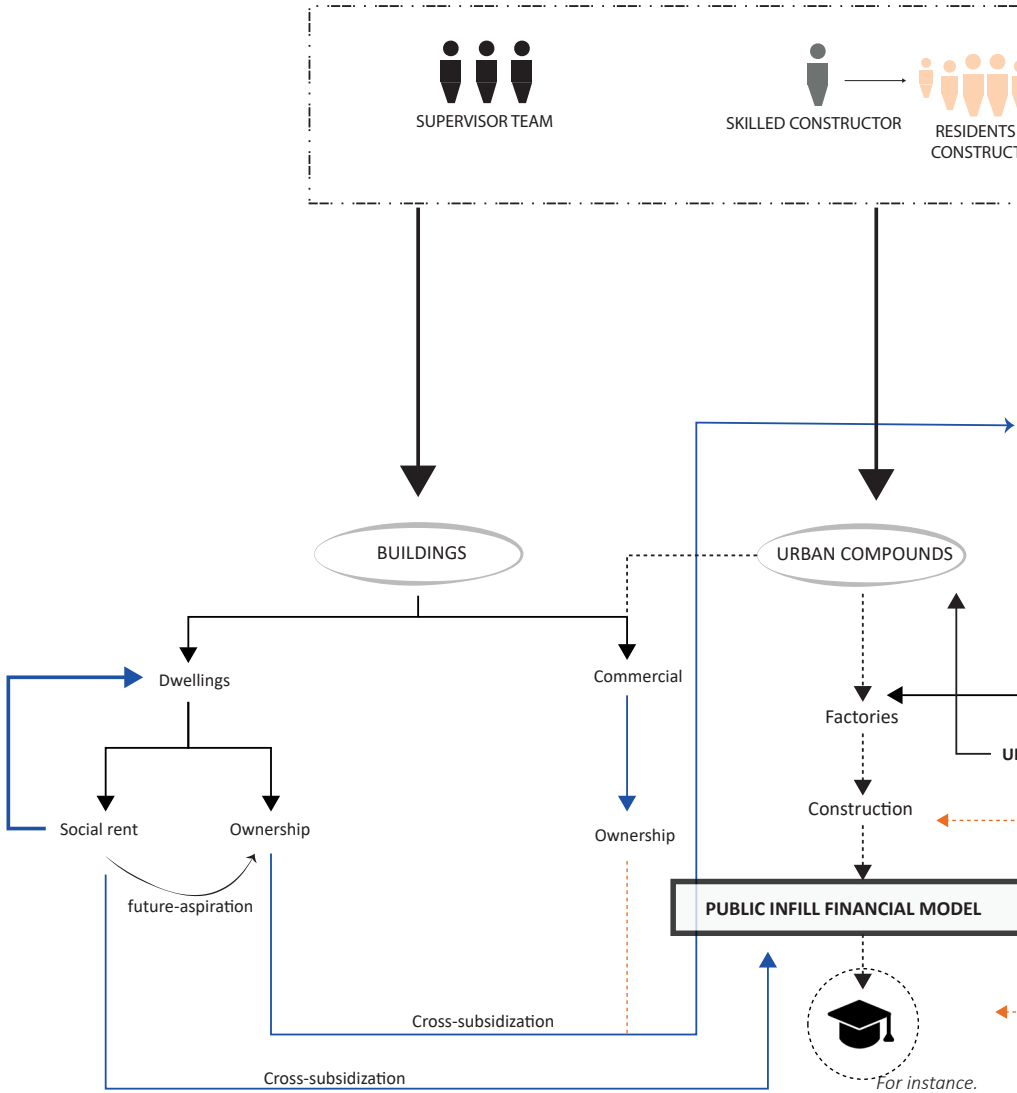 SUPERVISOR TEAM
SKILLED CONSTRUCTOR
RESIDENTS
CONSTRUCT
BUILDINGS
URBAN COMPOUNDS
Dwellings
Commercial
Factories
Construction
Social rent
Ownership
Ownership
future-aspiration
PUBLIC INFILL FINANCIAL MODEL
Cross-subsidization
Cross-subsidization
For instance.